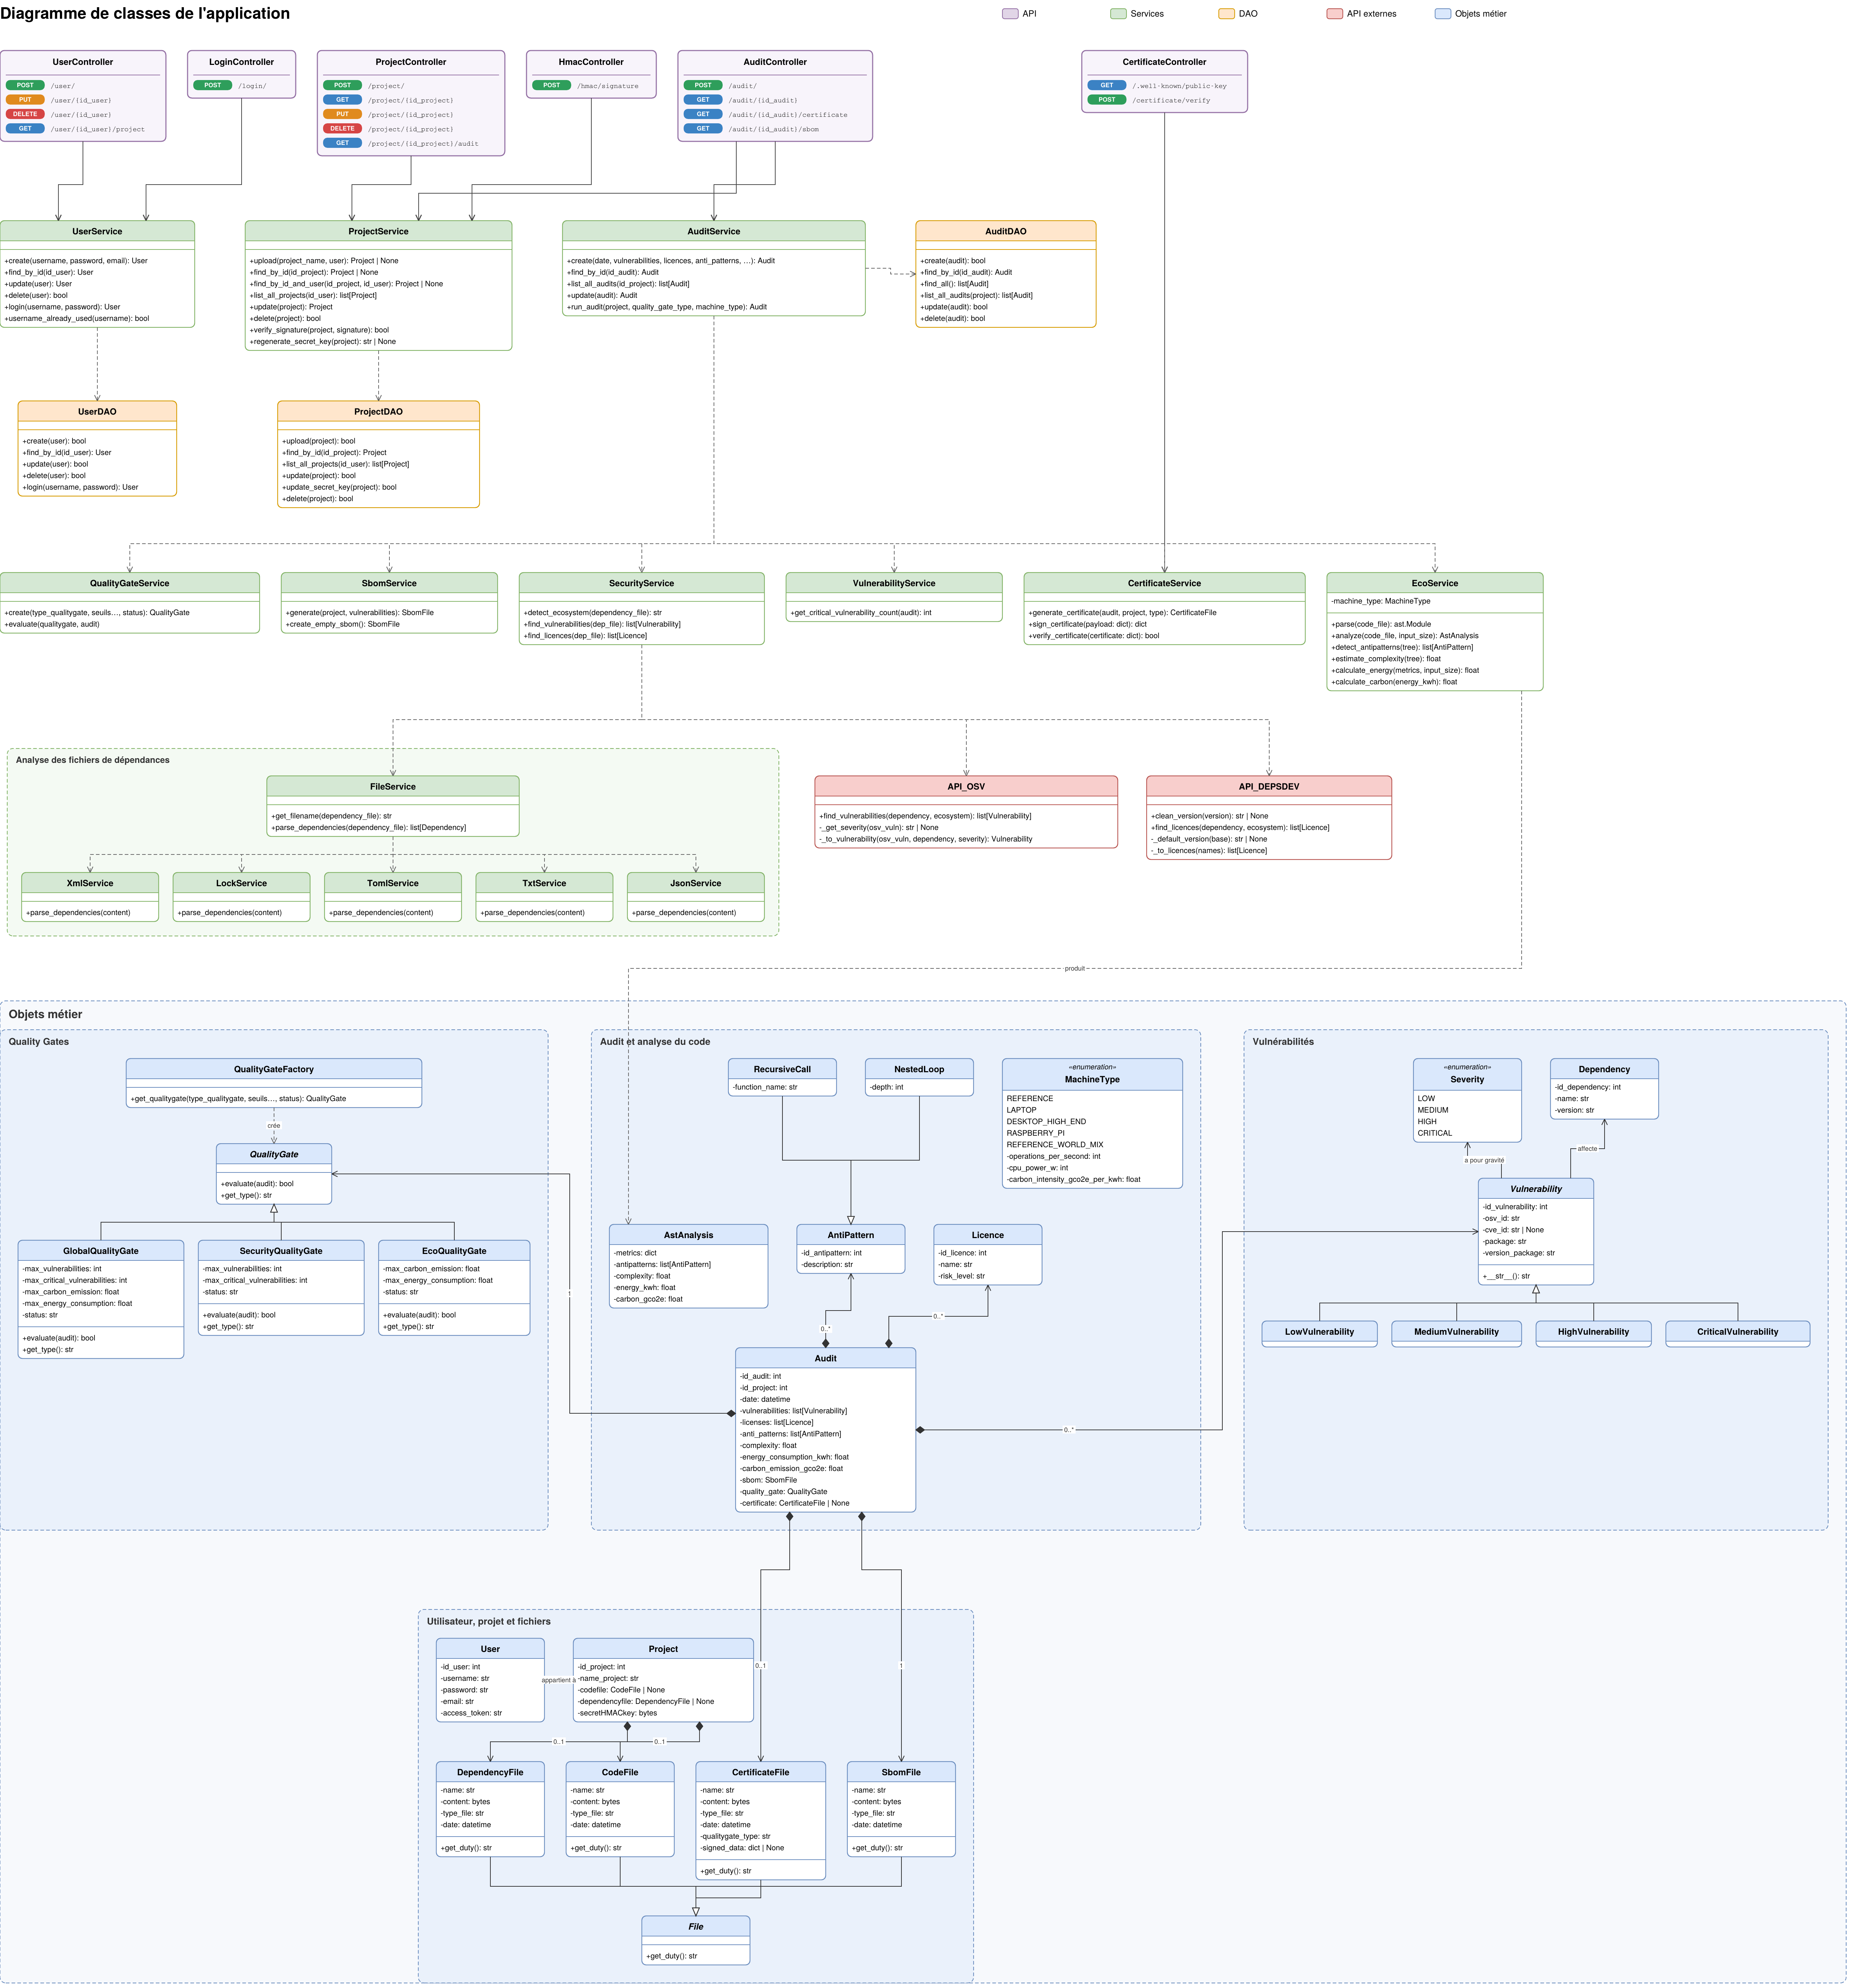 Diagramme de classes de l'application
API
Services
DAO
API externes
Objets métier
UserController
POST /user/
PUT /user/{id_user}
DELETE /user/{id_user}
GET /user/{id_user}/project
LoginController
POST /login/
ProjectController
POST /project/
GET /project/{id_project}
PUT /project/{id_project}
DELETE /project/{id_project}
GET /project/{id_project}/audit
HmacController
POST /hmac/signature
AuditController
POST /audit/
GET /audit/{id_audit}
GET /audit/{id_audit}/certificate
GET /audit/{id_audit}/sbom
CertificateController
GET /.well-known/public-key
POST /certificate/verify
UserService
+create(username, password, email): User
+find_by_id(id_user): User
+update(user): User
+delete(user): bool
+login(username, password): User
+username_already_used(username): bool
ProjectService
+upload(project_name, user): Project | None
+find_by_id(id_project): Project | None
+find_by_id_and_user(id_project, id_user): Project | None
+list_all_projects(id_user): list[Project]
+update(project): Project
+delete(project): bool
+verify_signature(project, signature): bool
+regenerate_secret_key(project): str | None
AuditService
+create(date, vulnerabilities, licences, anti_patterns, ...): Audit
+find_by_id(id_audit): Audit
+list_all_audits(id_project): list[Audit]
+update(audit): Audit
+run_audit(project, quality_gate_type, machine_type): Audit
AuditDAO
+create(audit): bool
+find_by_id(id_audit): Audit
+find_all(): list[Audit]
+list_all_audits(project): list[Audit]
+update(audit): bool
+delete(audit): bool
UserDAO
+create(user): bool
+find_by_id(id_user): User
+update(user): bool
+delete(user): bool
+login(username, password): User
ProjectDAO
+upload(project): bool
+find_by_id(id_project): Project
+list_all_projects(id_user): list[Project]
+update(project): bool
+update_secret_key(project): bool
+delete(project): bool
QualityGateService
+create(type_qualitygate, seuils…, status): QualityGate
+evaluate(qualitygate, audit)
SbomService
+generate(project, vulnerabilities): SbomFile
+create_empty_sbom(): SbomFile
SecurityService
+detect_ecosystem(dependency_file): str
+find_vulnerabilities(dep_file): list[Vulnerability]
+find_licences(dep_file): list[Licence]
VulnerabilityService
+get_critical_vulnerability_count(audit): int
CertificateService
+generate_certificate(audit, project, type): CertificateFile
+sign_certificate(payload: dict): dict
+verify_certificate(certificate: dict): bool
EcoService
-machine_type: MachineType
+parse(code_file): ast.Module
+analyze(code_file, input_size): AstAnalysis
+detect_antipatterns(tree): list[AntiPattern]
+estimate_complexity(tree): float
+calculate_energy(metrics, input_size): float
+calculate_carbon(energy_kwh): float
Analyse des fichiers de dépendances
FileService
+get_filename(dependency_file): str
+parse_dependencies(dependency_file): list[Dependency]
XmlService
+parse_dependencies(content)
LockService
+parse_dependencies(content)
TomlService
+parse_dependencies(content)
TxtService
+parse_dependencies(content)
JsonService
+parse_dependencies(content)
API_OSV
+find_vulnerabilities(dependency, ecosystem): list[Vulnerability]
-_get_severity(osv_vuln): str | None
-_to_vulnerability(osv_vuln, dependency, severity): Vulnerability
API_DEPSDEV
+clean_version(version): str | None
+find_licences(dependency, ecosystem): list[Licence]
-_default_version(base): str | None
-_to_licences(names): list[Licence]
produit
Objets métier
Quality Gates
QualityGateFactory
+get_qualitygate(type_qualitygate, seuils…, status): QualityGate
crée
QualityGate
+evaluate(audit): bool
+get_type(): str
GlobalQualityGate
-max_vulnerabilities: int
-max_critical_vulnerabilities: int
-max_carbon_emission: float
-max_energy_consumption: float
-status: str
+evaluate(audit): bool
+get_type(): str
SecurityQualityGate
-max_vulnerabilities: int
-max_critical_vulnerabilities: int
-status: str
+evaluate(audit): bool
+get_type(): str
EcoQualityGate
-max_carbon_emission: float
-max_energy_consumption: float
-status: str
+evaluate(audit): bool
+get_type(): str
1
Audit et analyse du code
RecursiveCall
-function_name: str
NestedLoop
-depth: int
«enumeration»
MachineType
REFERENCE
LAPTOP
DESKTOP_HIGH_END
RASPBERRY_PI
REFERENCE_WORLD_MIX
-operations_per_second: int
-cpu_power_w: int
-carbon_intensity_gco2e_per_kwh: float
AstAnalysis
-metrics: dict
-antipatterns: list[AntiPattern]
-complexity: float
-energy_kwh: float
-carbon_gco2e: float
AntiPattern
-id_antipattern: int
-description: str
Licence
-id_licence: int
-name: str
-risk_level: str
0..*
0..*
Audit
-id_audit: int
-id_project: int
-date: datetime
-vulnerabilities: list[Vulnerability]
-licenses: list[Licence]
-anti_patterns: list[AntiPattern]
-complexity: float
-energy_consumption_kwh: float
-carbon_emission_gco2e: float
-sbom: SbomFile
-quality_gate: QualityGate
-certificate: CertificateFile | None
0..*
Vulnérabilités
«enumeration»
Severity
LOW
MEDIUM
HIGH
CRITICAL
Dependency
-id_dependency: int
-name: str
-version: str
a pour gravité
affecte
Vulnerability
-id_vulnerability: int
-osv_id: str
-cve_id: str | None
-package: str
-version_package: str
+__str__(): str
LowVulnerability
MediumVulnerability
HighVulnerability
CriticalVulnerability
Utilisateur, projet et fichiers
User
-id_user: int
-username: str
-password: str
-email: str
-access_token: str
appartient à
Project
-id_project: int
-name_project: str
-codefile: CodeFile | None
-dependencyfile: DependencyFile | None
-secretHMACkey: bytes
0..1
1
0..1
0..1
DependencyFile
-name: str
-content: bytes
-type_file: str
-date: datetime
+get_duty(): str
CodeFile
-name: str
-content: bytes
-type_file: str
-date: datetime
+get_duty(): str
CertificateFile
-name: str
-content: bytes
-type_file: str
-date: datetime
-qualitygate_type: str
-signed_data: dict | None
+get_duty(): str
SbomFile
-name: str
-content: bytes
-type_file: str
-date: datetime
+get_duty(): str
File
+get_duty(): str